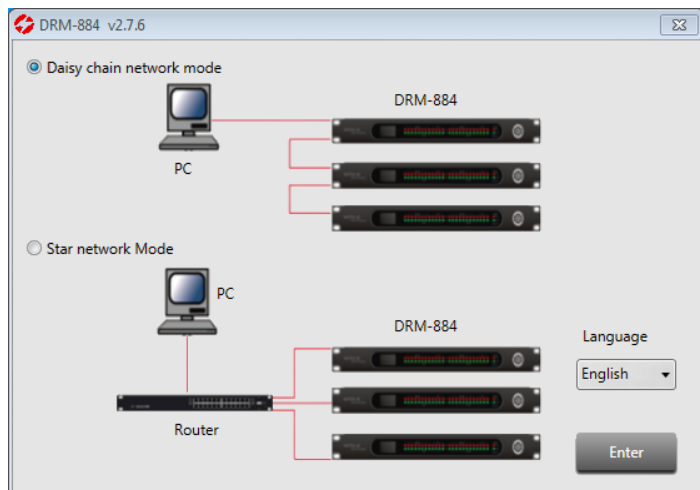 DRM-884 v2.7.6
Daisy chain network mode
DRM-884
PC
Star network Mode
PC
DRM-884
Language
English
Router
Enter